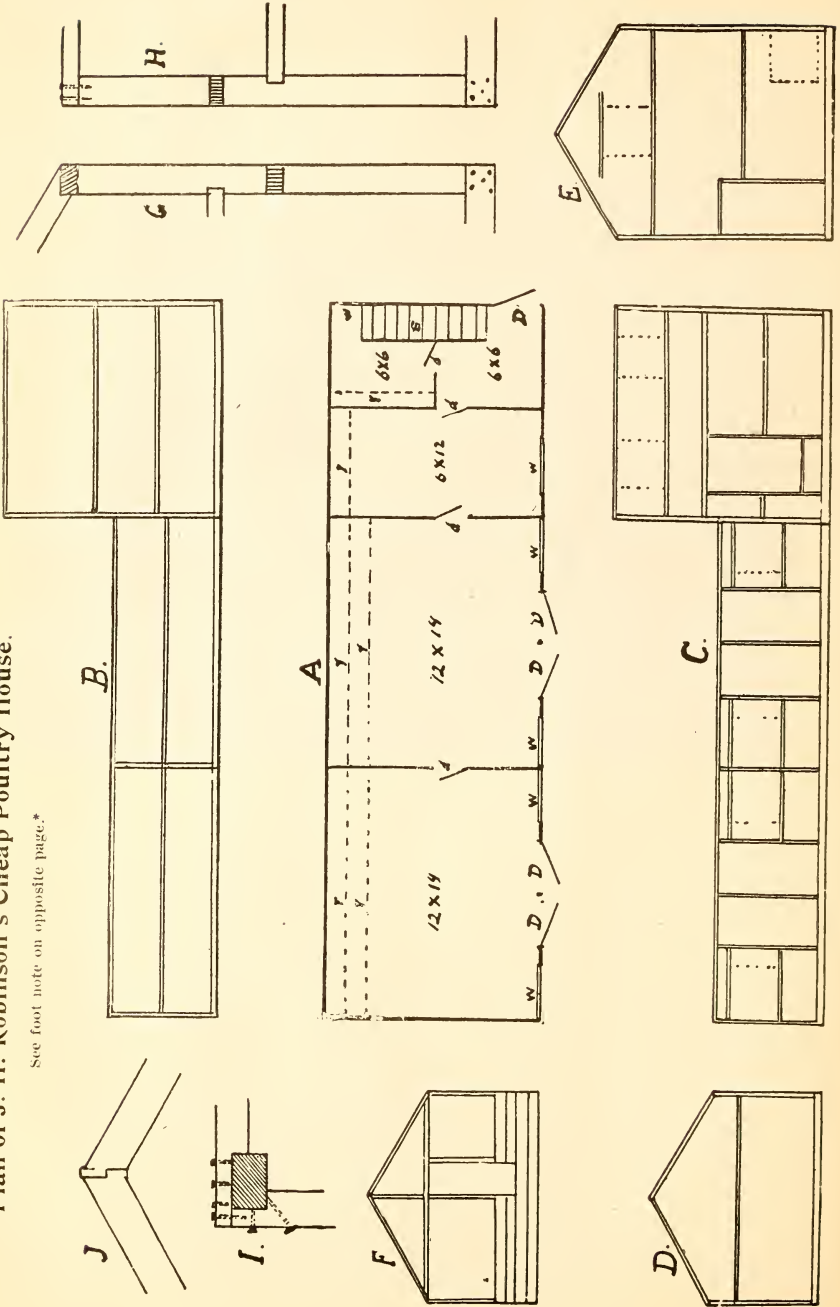 Plan of J. H. Robinson's Cheap Poultry House.
See foot note on opposite page.*
H.
G
E
B.
A
w
S
6x6
6x6
D
d
r
d
6x12
w
r
d
w
12x14
r
r
D . D
w
d
w
12x14
r
r
D . D
w
C.
J
I.
F
D.